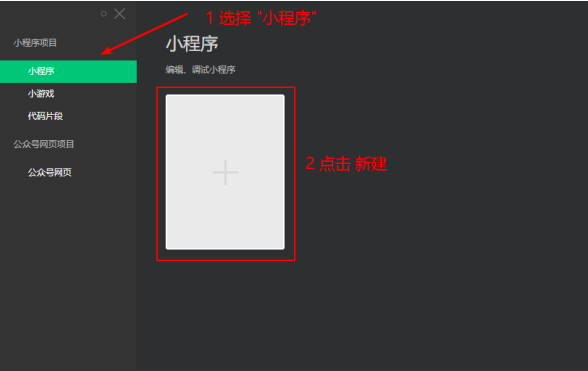 1 选择 "小程序"
小程序项目
小程序
小游戏
代码片段
公众号网页项目
公众号网页
小程序
编辑、调试小程序
2 点击 新建